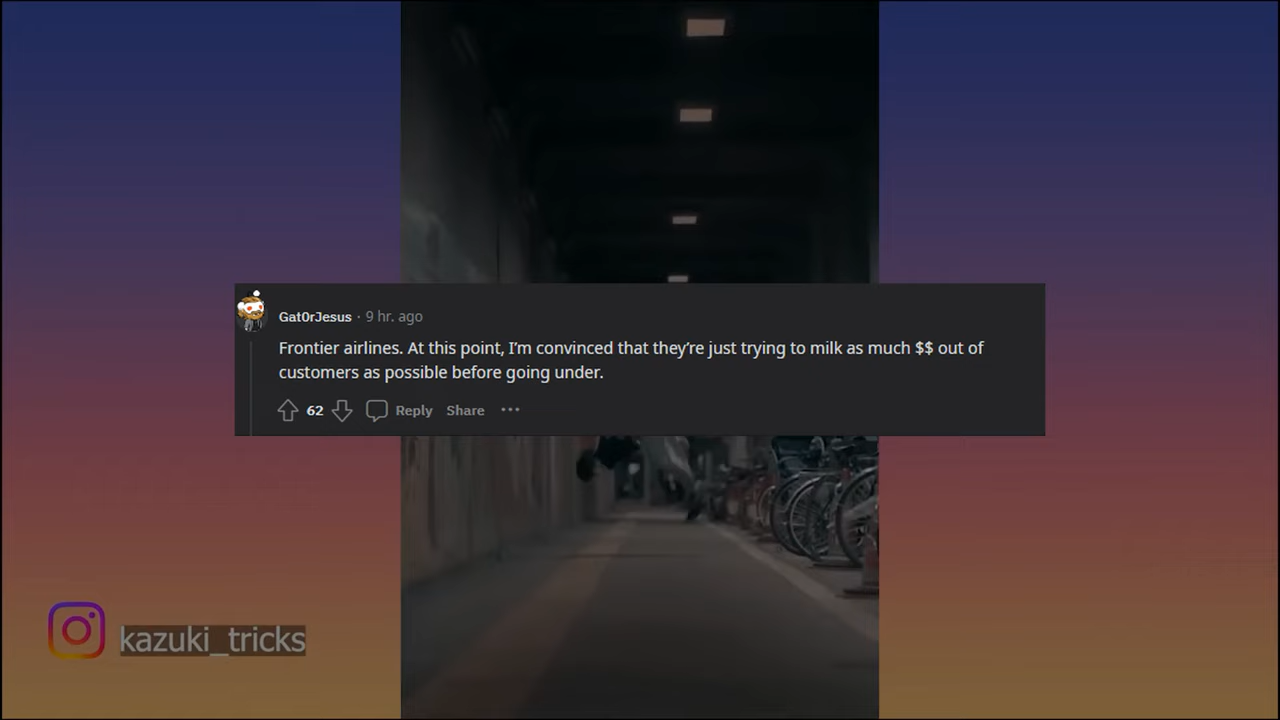 Gat0rJesus · 9 hr. ago
Frontier airlines. At this point, I'm convinced that they're just trying to milk as much $$ out of
customers as possible before going under.
62 Reply Share ···
kazuki_tricks